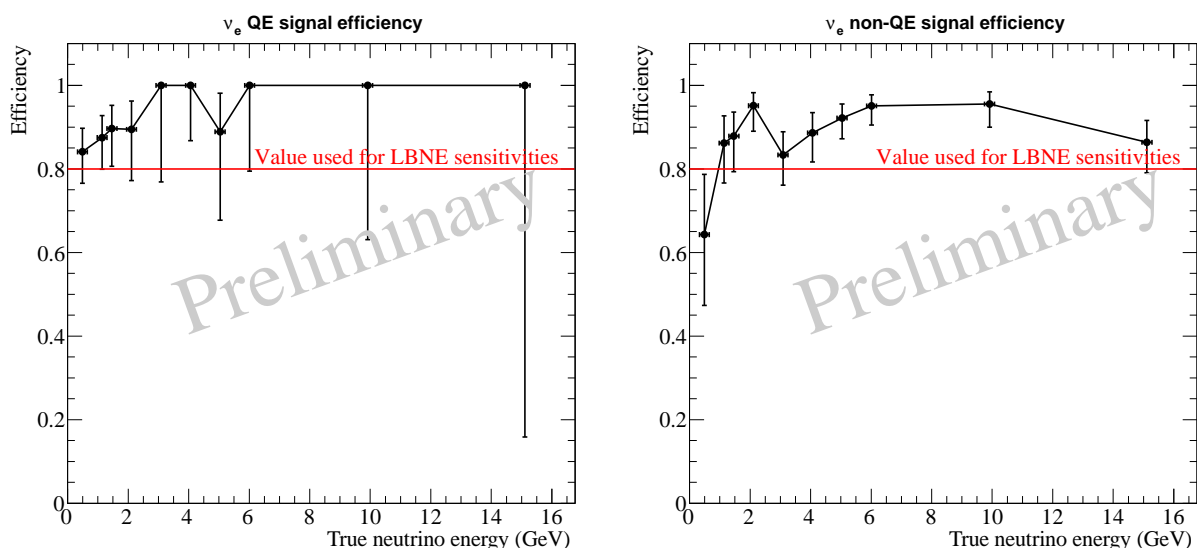 ν_e QE signal efficiency
Efficiency
1
0.8
0.6
0.4
0.2
0
Value used for LBNE sensitivities
Preliminary
0 2 4 6 8 10 12 14 16
True neutrino energy (GeV)
ν_e non-QE signal efficiency
Efficiency
1
0.8
0.6
0.4
0.2
0
Value used for LBNE sensitivities
Preliminary
0 2 4 6 8 10 12 14 16
True neutrino energy (GeV)